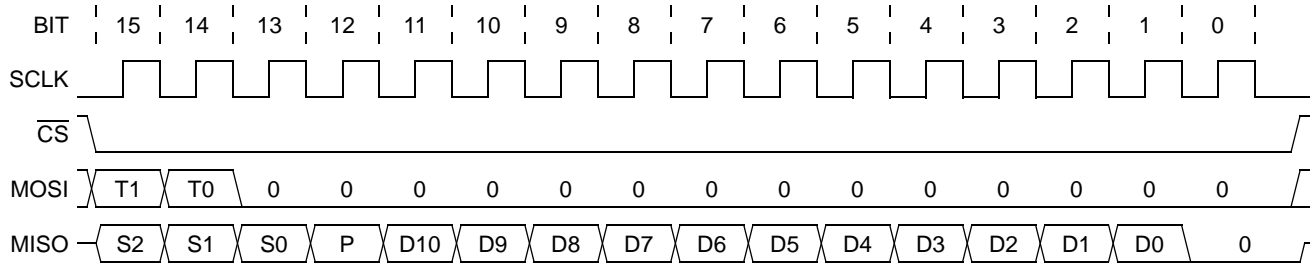 BIT 15 14 13 12 11 10 9 8 7 6 5 4 3 2 1 0
SCLK
CS
MOSI T1 T0 0 0 0 0 0 0 0 0 0 0 0 0 0 0
MISO S2 S1 S0 P D10 D9 D8 D7 D6 D5 D4 D3 D2 D1 D0 0